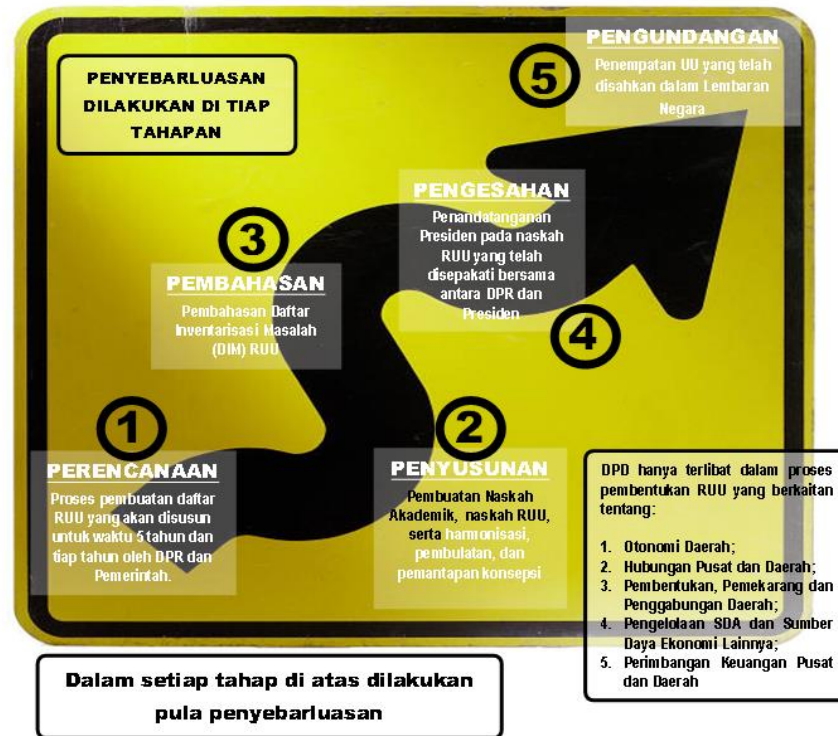 PENYEBARLUASAN
DILAKUKAN DI TIAP
TAHAPAN
5
PENGUNDANGAN
Penempatan UU yang telah
disahkan dalam Lembaran
Negara
PENGESAHAN
Penandatanganan
Presiden pada naskah
RUU yang telah
disepakati bersama
antara DPR dan
Presiden
4
3
PEMBAHASAN
Pembahasan Daftar
Inventarisasi Masalah
(DIM) RUU
1
PERENCANAAN
Proses pembuatan daftar
RUU yang akan disusun
untuk waktu 5 tahun dan
tiap tahun oleh DPR dan
Pemerintah.
2
PENYUSUNAN
Pembuatan Naskah
Akademik, naskah RUU,
serta harmonisasi,
pembulatan, dan
pemantapan konsepsi
DPD hanya terlibat dalam proses
pembentukan RUU yang berkaitan
tentang:
1. Otonomi Daerah;
2. Hubungan Pusat dan Daerah;
3. Pembentukan, Pemekarang dan
Penggabungan Daerah;
4. Pengelolaan SDA dan Sumber
Daya Ekonomi Lainnya;
5. Perimbangan Keuangan Pusat
dan Daerah
Dalam setiap tahap di atas dilakukan
pula penyebarluasan